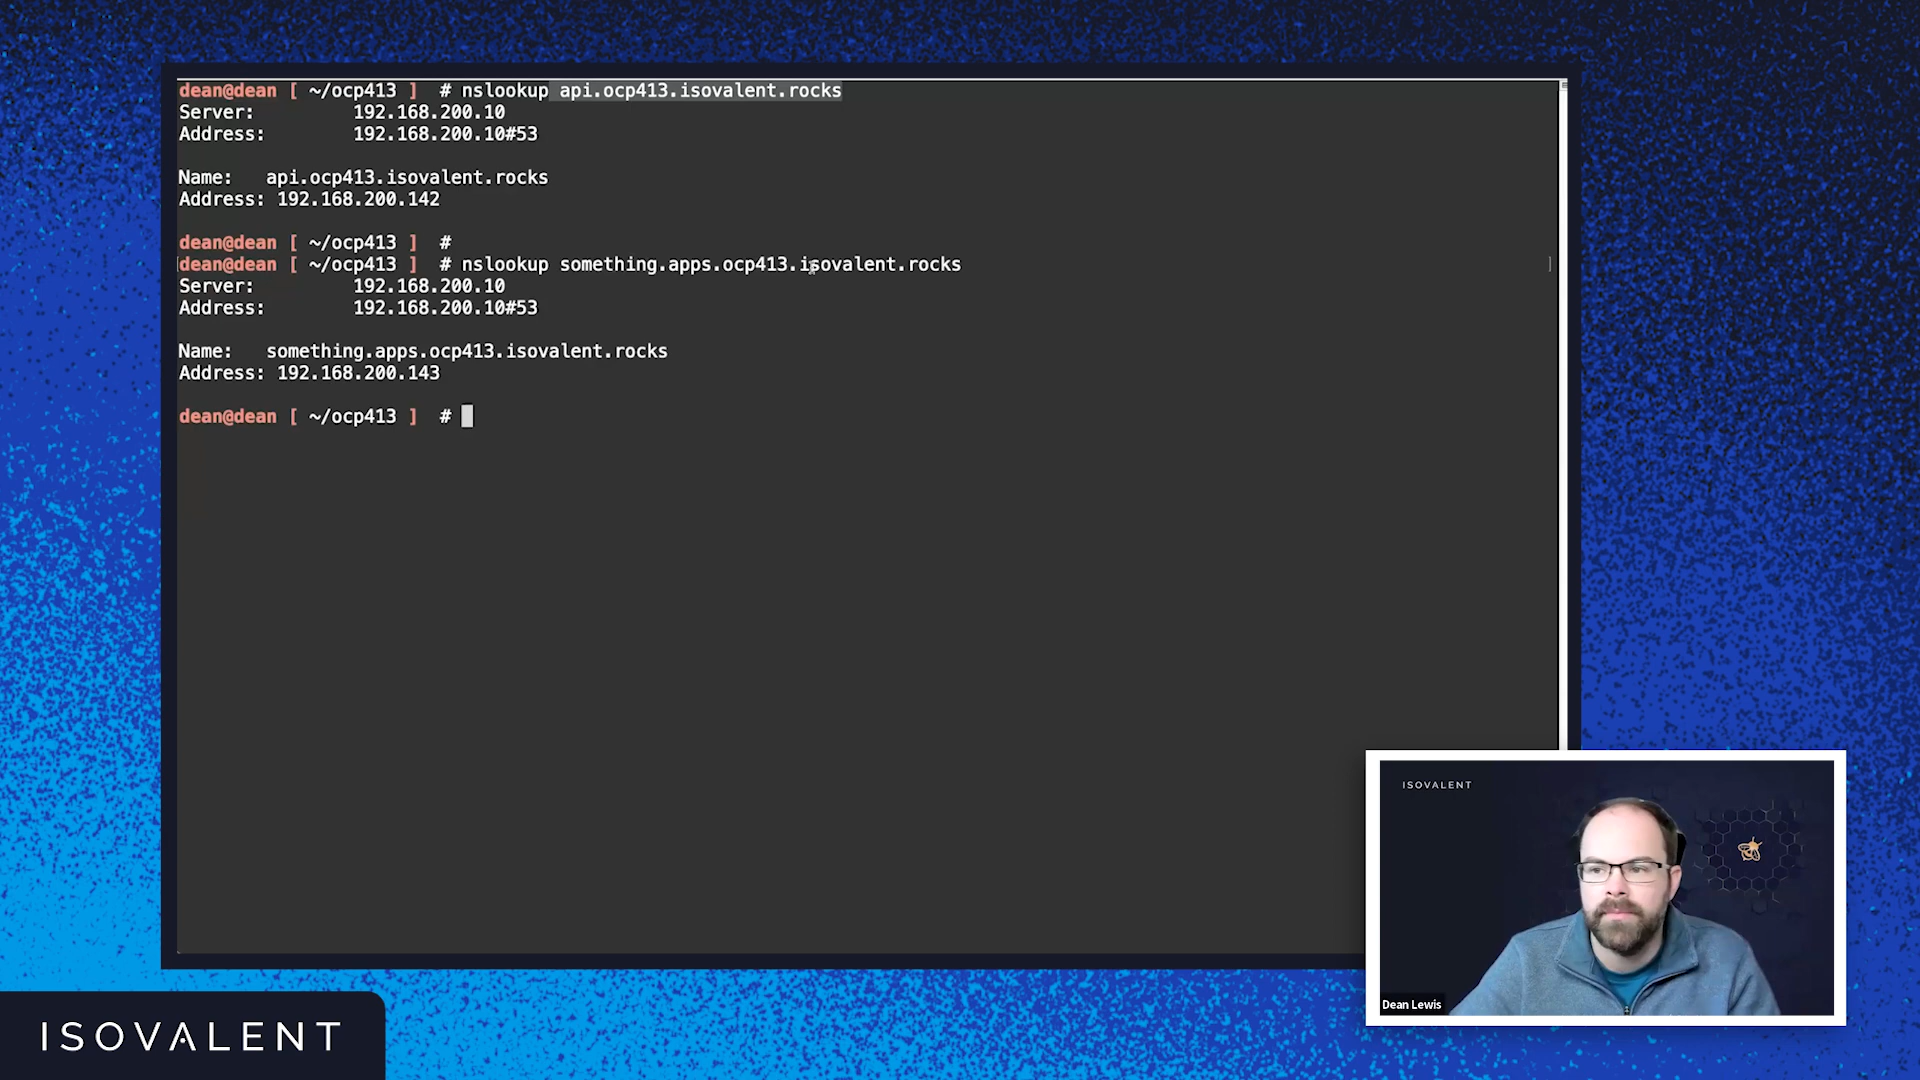 dean@dean [ ~/ocp413 ]  # nslookup api.ocp413.isovalent.rocks
Server:         192.168.200.10
Address:        192.168.200.10#53
Name:   api.ocp413.isovalent.rocks
Address: 192.168.200.142
dean@dean [ ~/ocp413 ]  #
dean@dean [ ~/ocp413 ]  # nslookup something.apps.ocp413.isovalent.rocks
Server:         192.168.200.10
Address:        192.168.200.10#53
Name:   something.apps.ocp413.isovalent.rocks
Address: 192.168.200.143
dean@dean [ ~/ocp413 ]  #
ISOVALENT
Dean Lewis
ISOVALENT